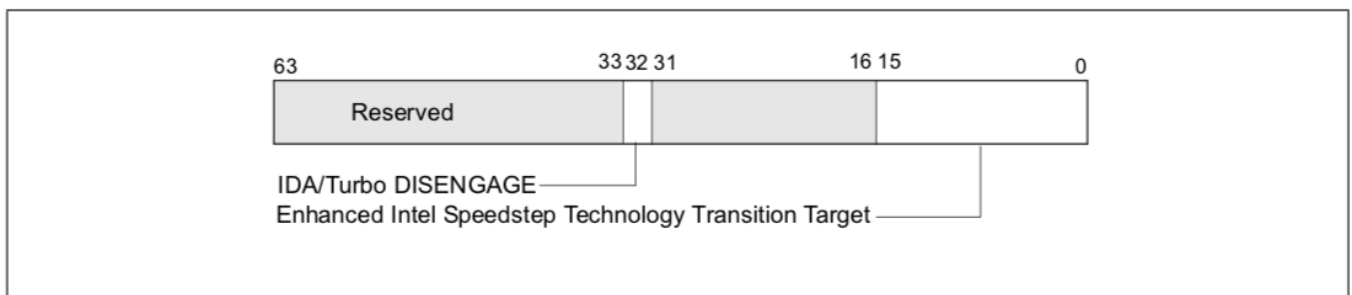 63 33 32 31 16 15 0
Reserved
IDA/Turbo DISENGAGE
Enhanced Intel Speedstep Technology Transition Target